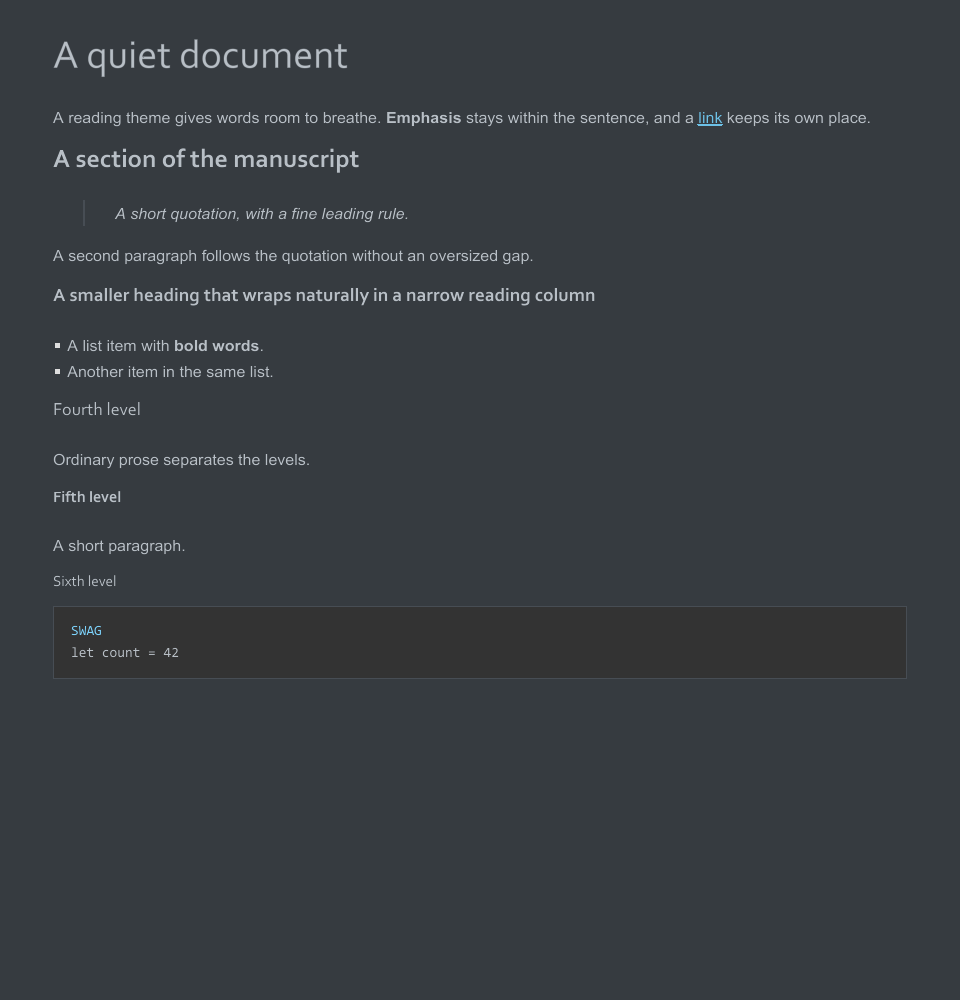 A quiet document
A reading theme gives words room to breathe. Emphasis stays within the sentence, and a link keeps its own place.
A section of the manuscript
A short quotation, with a fine leading rule.
A second paragraph follows the quotation without an oversized gap.
A smaller heading that wraps naturally in a narrow reading column
A list item with bold words.
Another item in the same list.
Fourth level
Ordinary prose separates the levels.
Fifth level
A short paragraph.
Sixth level
SWAG
let count = 42